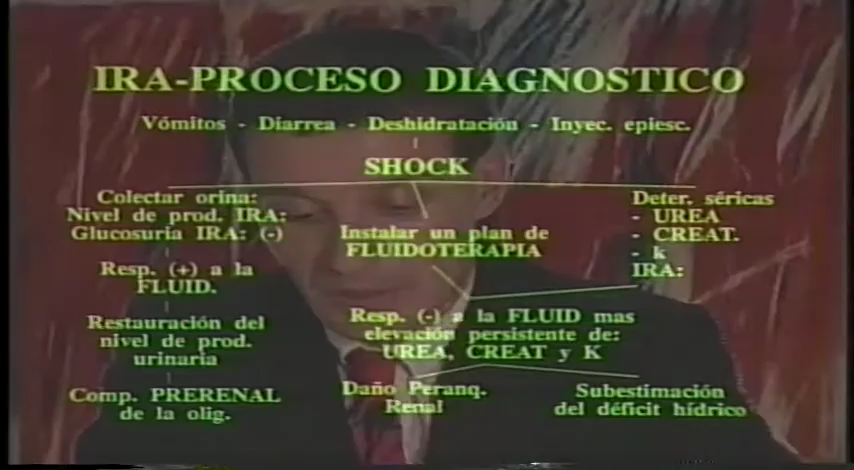 IRA-PROCESO DIAGNOSTICO
Vómitos - Diarrea - Deshidratación - Inyec. epiesc.
SHOCK
Colectar orina:
Nivel de prod. IRA:
Glucosuria IRA: (-)
Resp. (+) a la
FLUID.
Restauración del
nivel de prod.
urinaria
Comp. PRERENAL
de la olig.
Instalar un plan de
FLUIDOTERAPIA
Resp. (-) a la FLUID mas
elevación persistente de:
UREA, CREAT y K
Daño Peranq.
Renal
Deter. séricas
- UREA
- CREAT.
- k
IRA:
Subestimación
del déficit hídrico